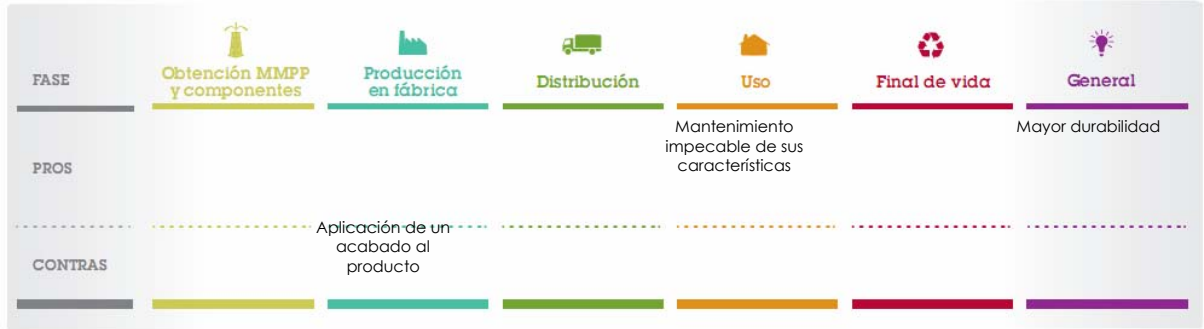 FASE
Obtención MMPP
y componentes
Producción
en fábrica
Distribución
Uso
Final de vida
General
PROS
Mantenimiento
impecable de sus
características
Mayor durabilidad
CONTRAS
Aplicación de un
acabado al
producto